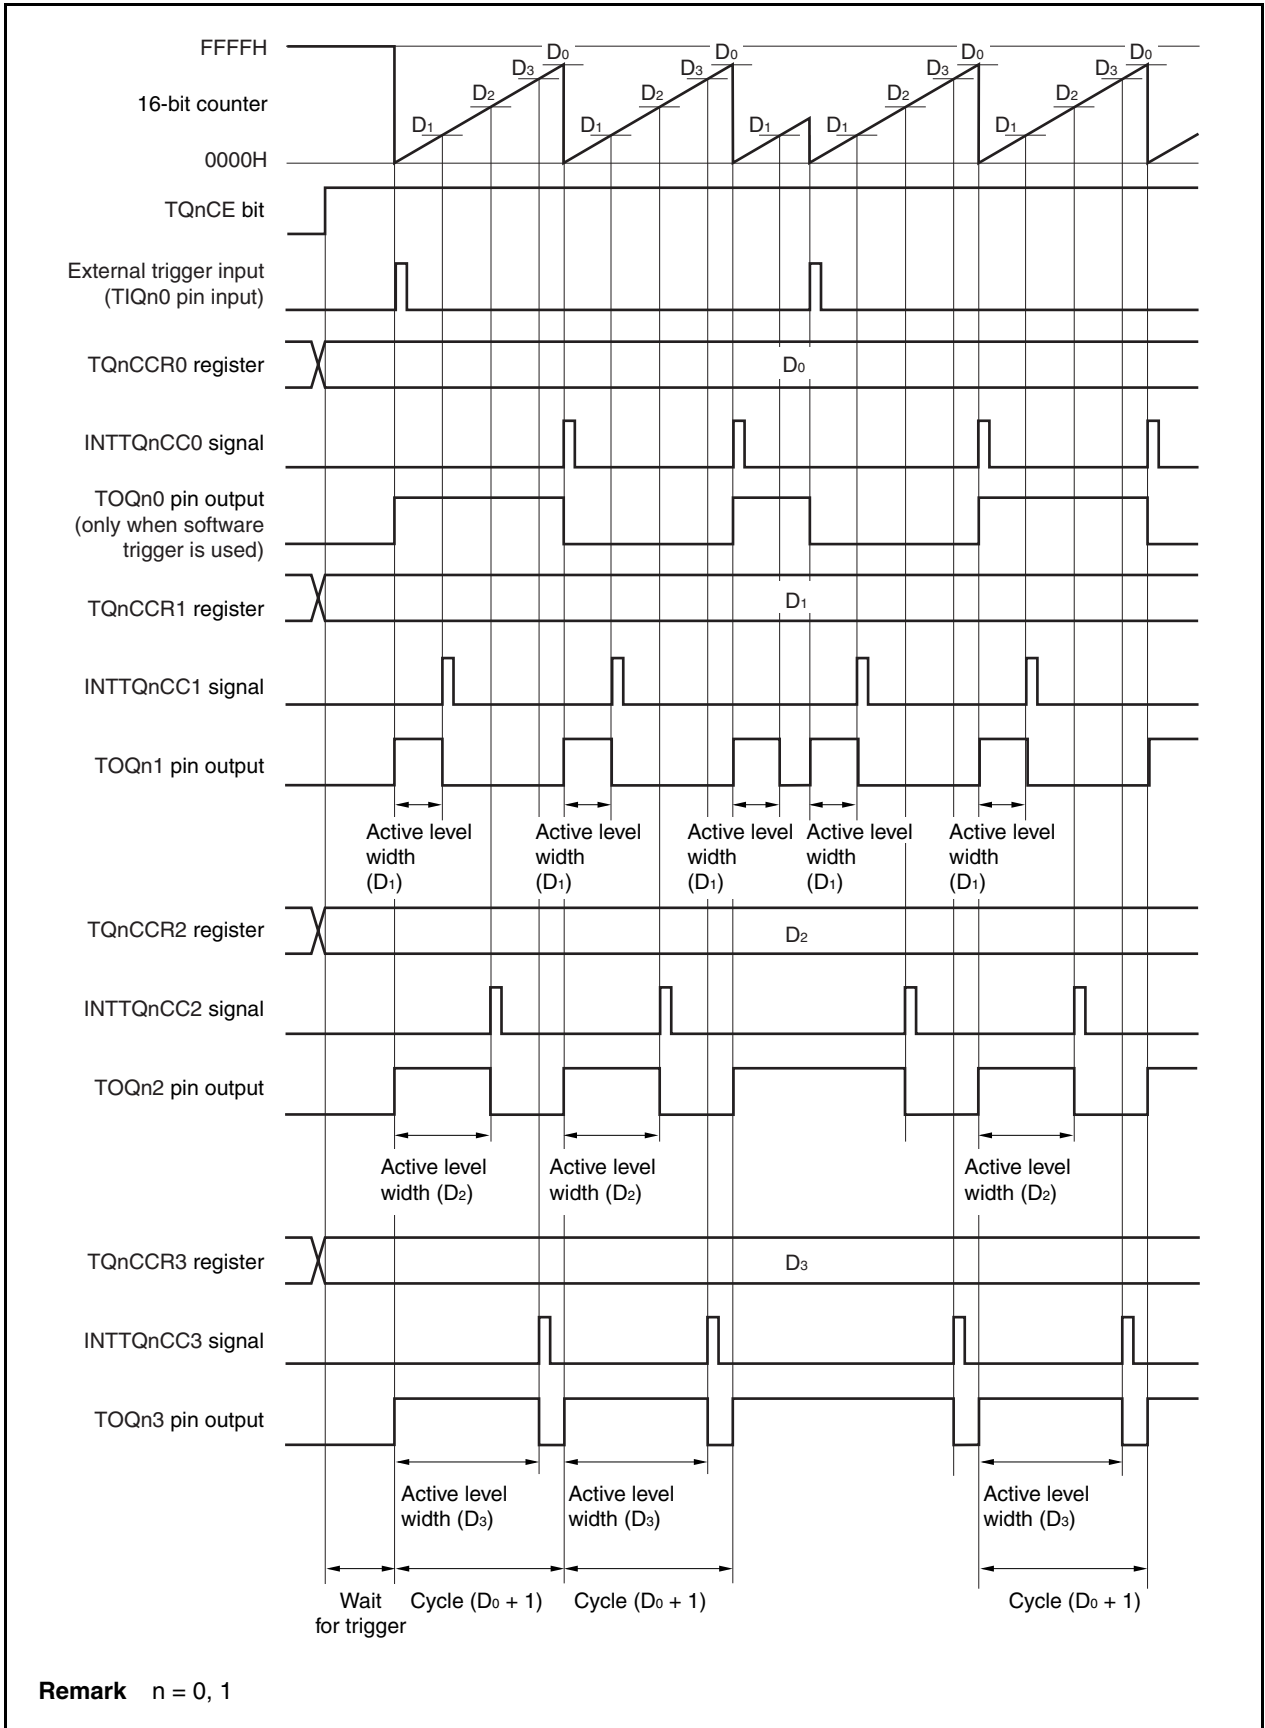 FFFFH
D0 D0 D0 D0
D3 D3 D3 D3
D2 D2 D2 D2
16-bit counter
D1 D1 D1 D1 D1
0000H
TQnCE bit
External trigger input
(TIQn0 pin input)
TQnCCR0 register
D0
INTTQnCC0 signal
TOQn0 pin output
(only when software
trigger is used)
TQnCCR1 register
D1
INTTQnCC1 signal
TOQn1 pin output
Active level Active level Active level Active level Active level
width width width width width
(D1) (D1) (D1) (D1) (D1)
TQnCCR2 register
D2
INTTQnCC2 signal
TOQn2 pin output
Active level Active level Active level
width (D2) width (D2) width (D2)
TQnCCR3 register
D3
INTTQnCC3 signal
TOQn3 pin output
Active level Active level Active level
width (D3) width (D3) width (D3)
Wait Cycle (D0 + 1) Cycle (D0 + 1) Cycle (D0 + 1)
for trigger
Remark n = 0, 1